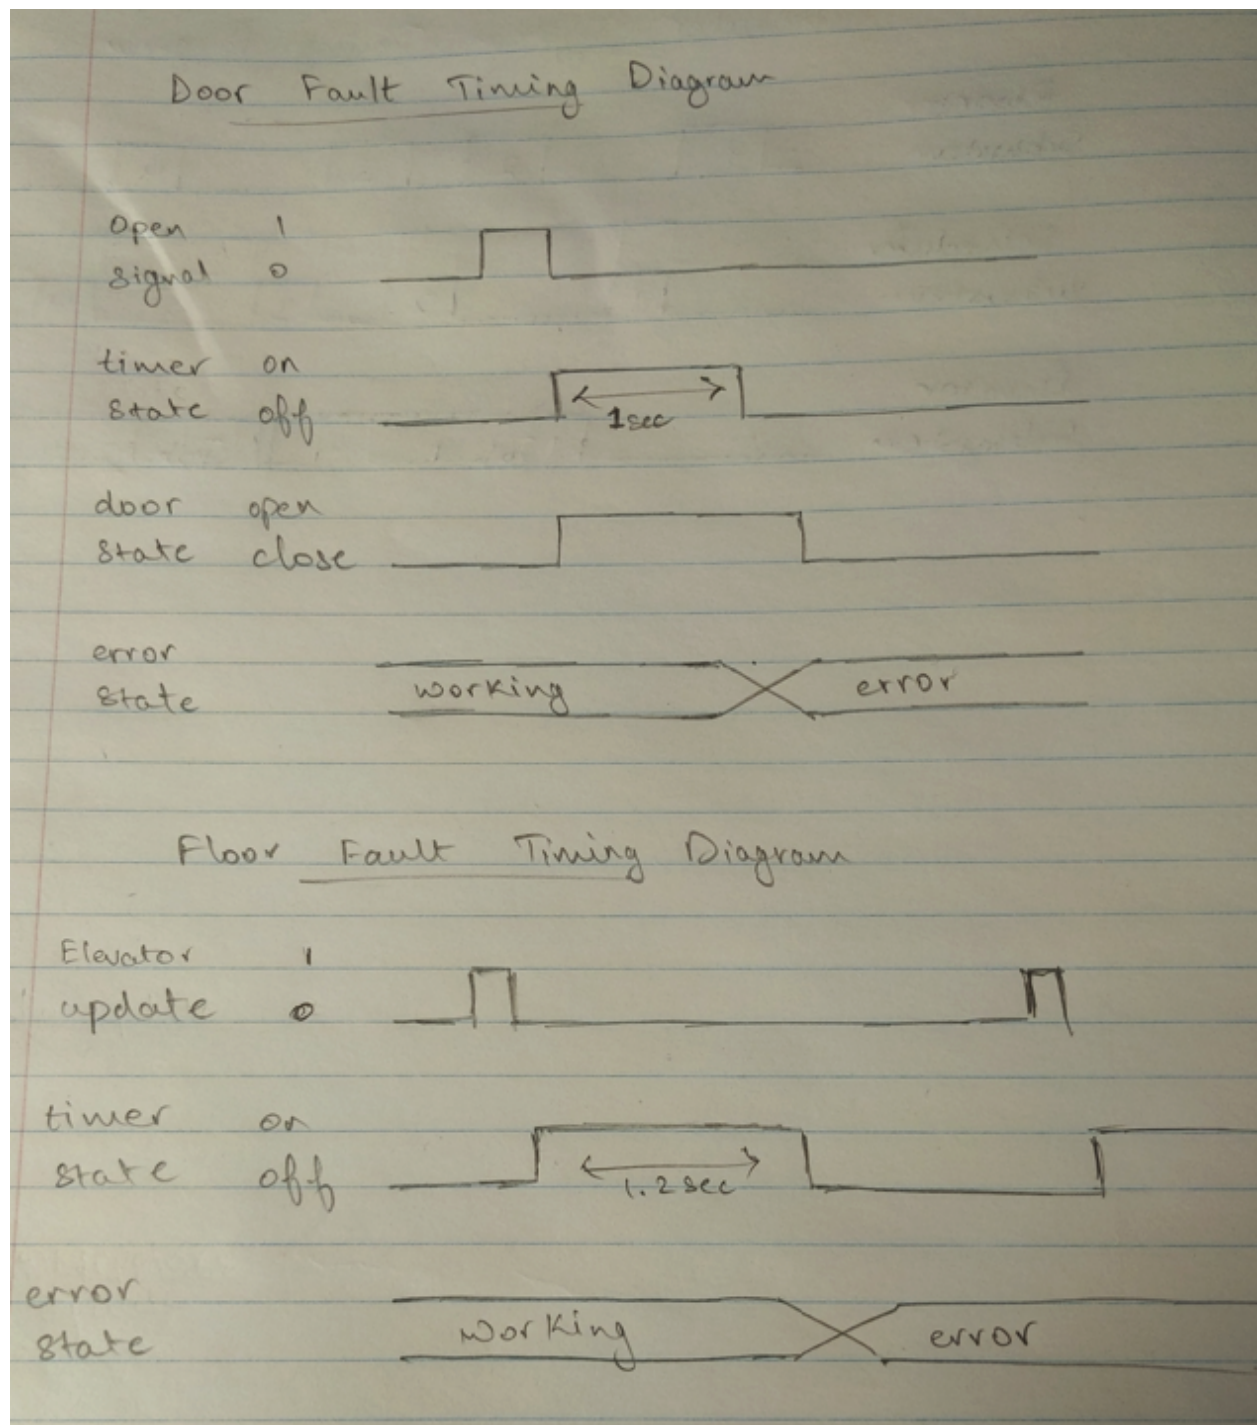 Door Fault Timing Diagram
Open 1
signal 0
timer on
state off
1sec
door open
state close
error
state
working
error
Floor Fault Timing Diagram
Elevator 1
update 0
timer on
state off
1.2 sec
error
state
working
error